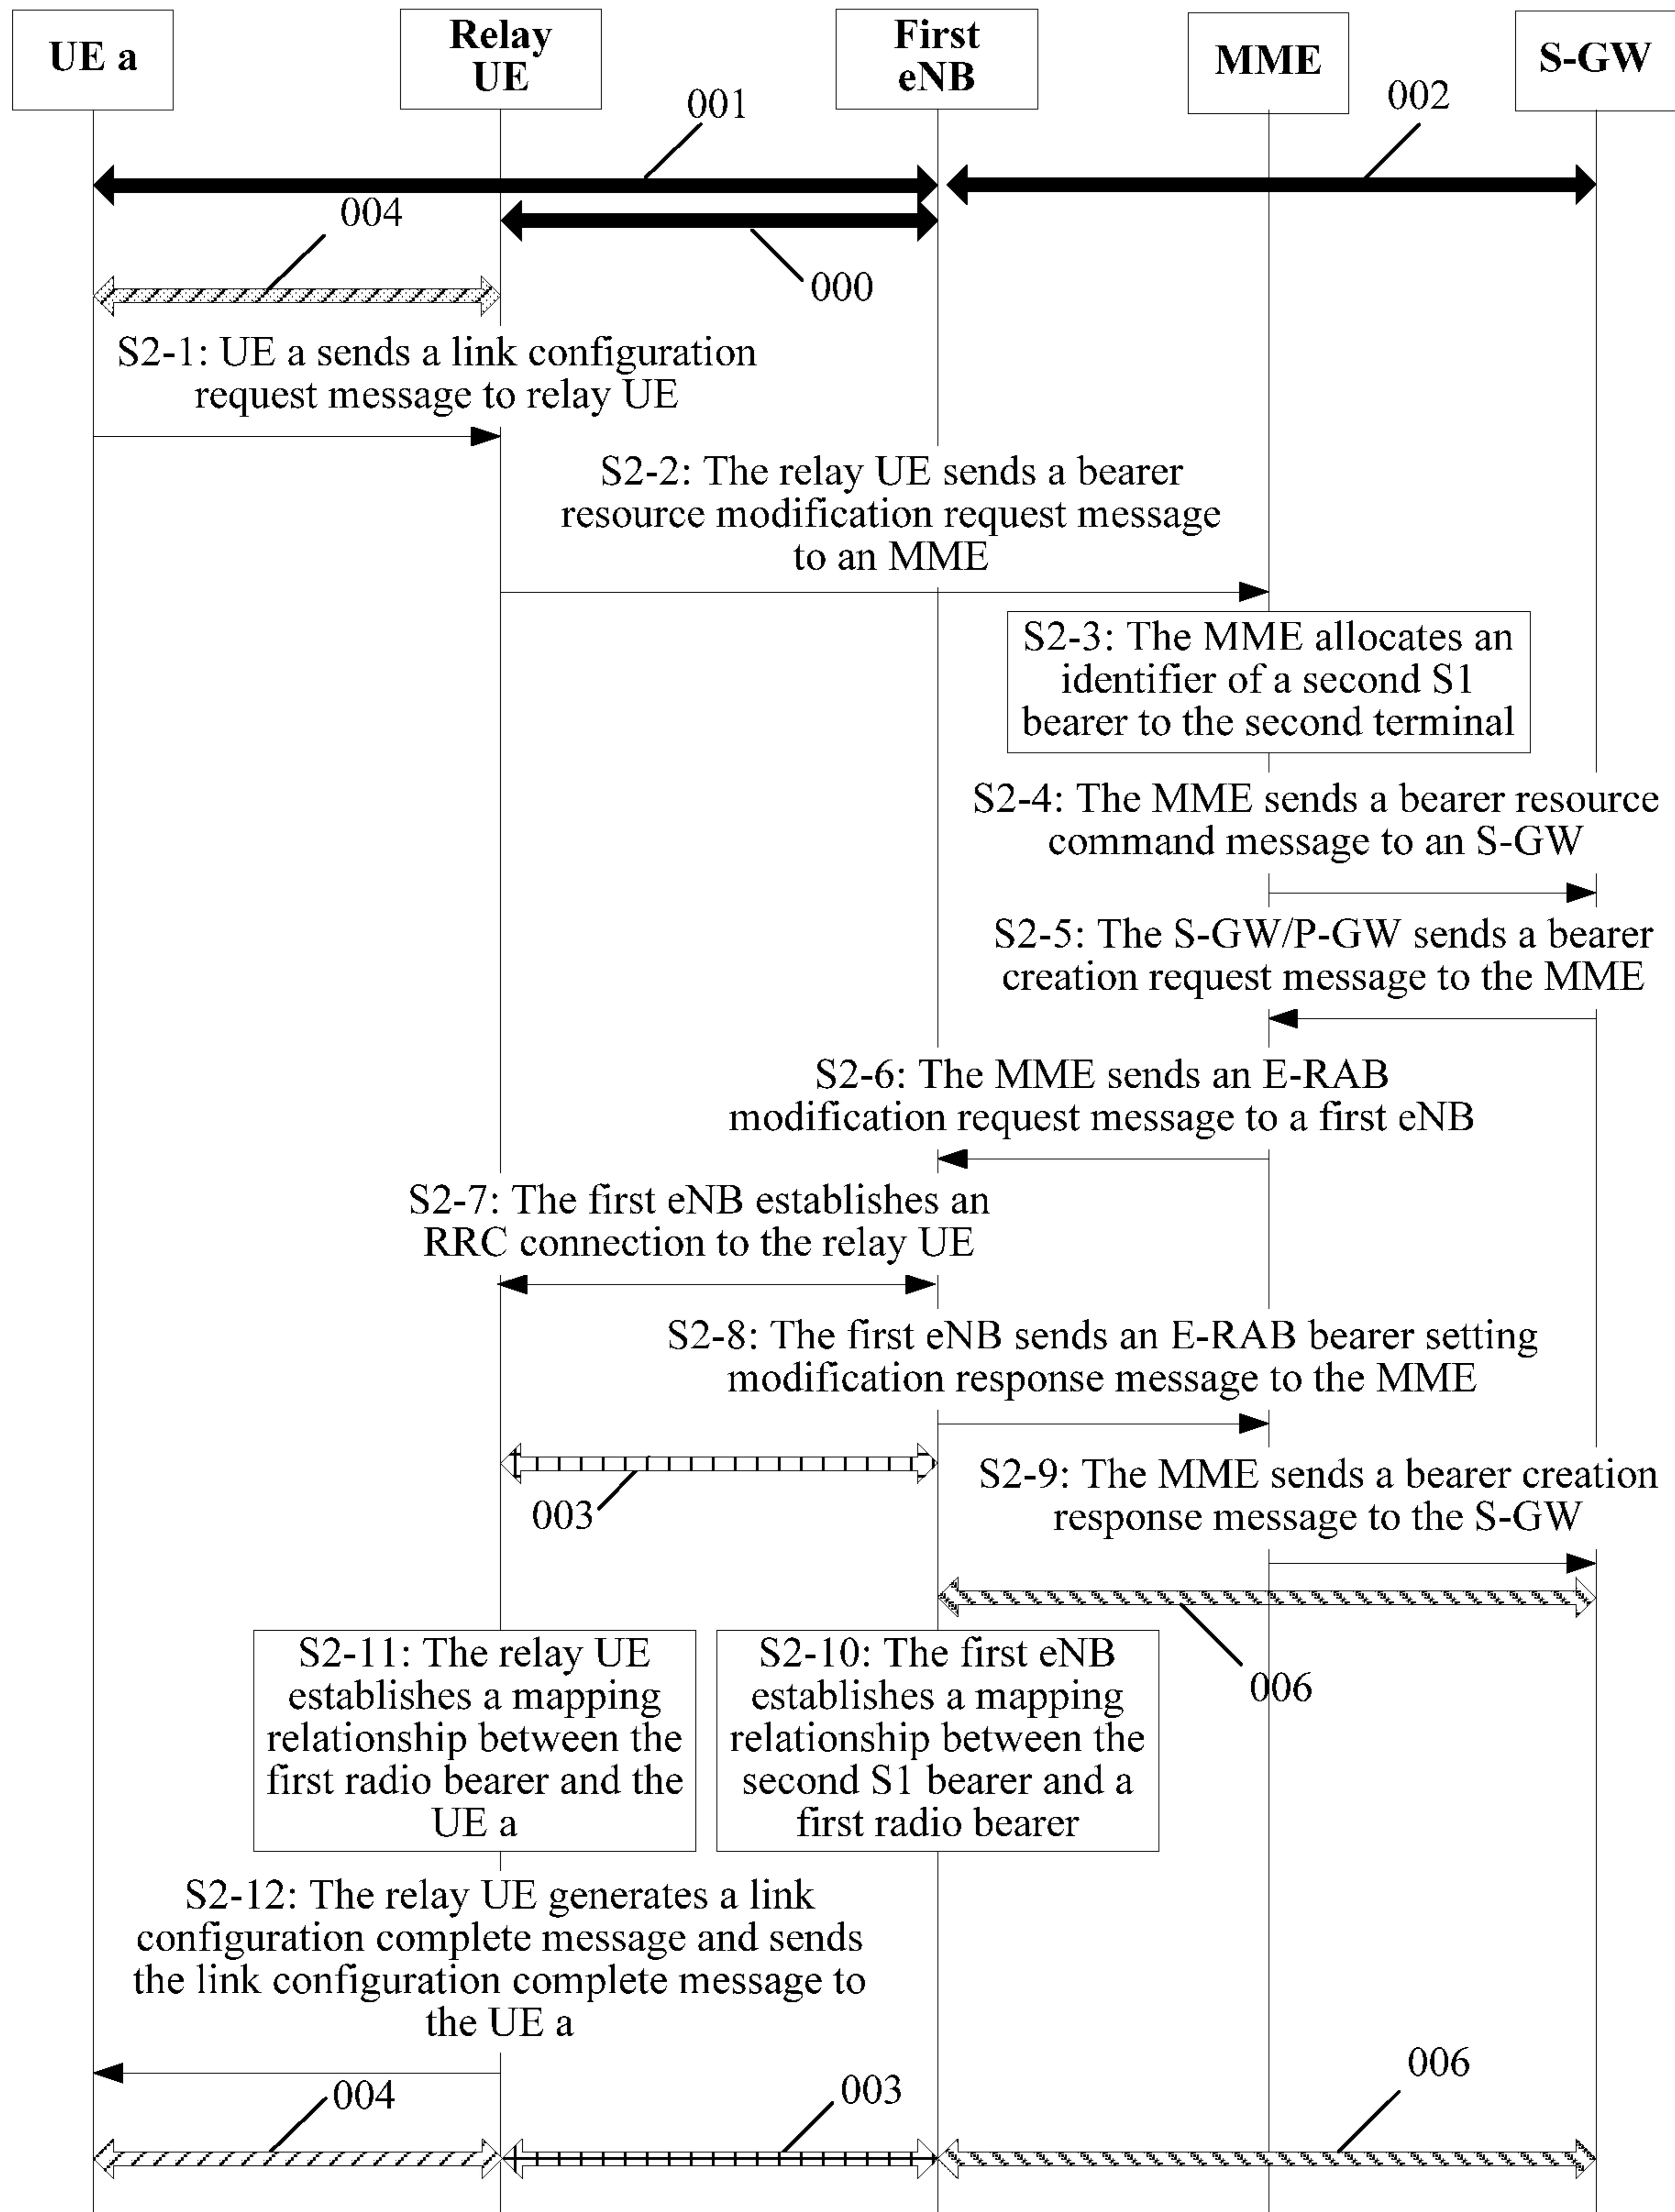 UE a
Relay
UE
First
eNB
MME
S-GW
001
002
004
000
S2-1: UE a sends a link configuration
request message to relay UE
S2-2: The relay UE sends a bearer
resource modification request message
to an MME
S2-3: The MME allocates an
identifier of a second S1
bearer to the second terminal
S2-4: The MME sends a bearer resource
command message to an S-GW
S2-5: The S-GW/P-GW sends a bearer
creation request message to the MME
S2-6: The MME sends an E-RAB
modification request message to a first eNB
S2-7: The first eNB establishes an
RRC connection to the relay UE
S2-8: The first eNB sends an E-RAB bearer setting
modification response message to the MME
003
S2-9: The MME sends a bearer creation
response message to the S-GW
006
S2-11: The relay UE
establishes a mapping
relationship between the
first radio bearer and the
UE a
S2-10: The first eNB
establishes a mapping
relationship between the
second S1 bearer and a
first radio bearer
S2-12: The relay UE generates a link
configuration complete message and sends
the link configuration complete message to
the UE a
004
003
006